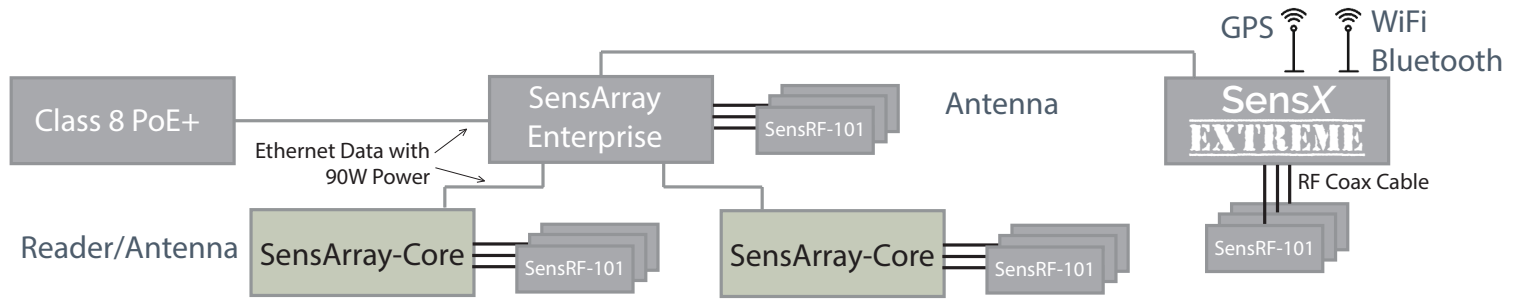 GPS
WiFi
Bluetooth
Class 8 PoE+
SensArray
Enterprise
SensRF-101
Antenna
SensX
EXTREME
Ethernet Data with
90W Power
RF Coax Cable
Reader/Antenna
SensArray-Core
SensRF-101
SensArray-Core
SensRF-101
SensRF-101